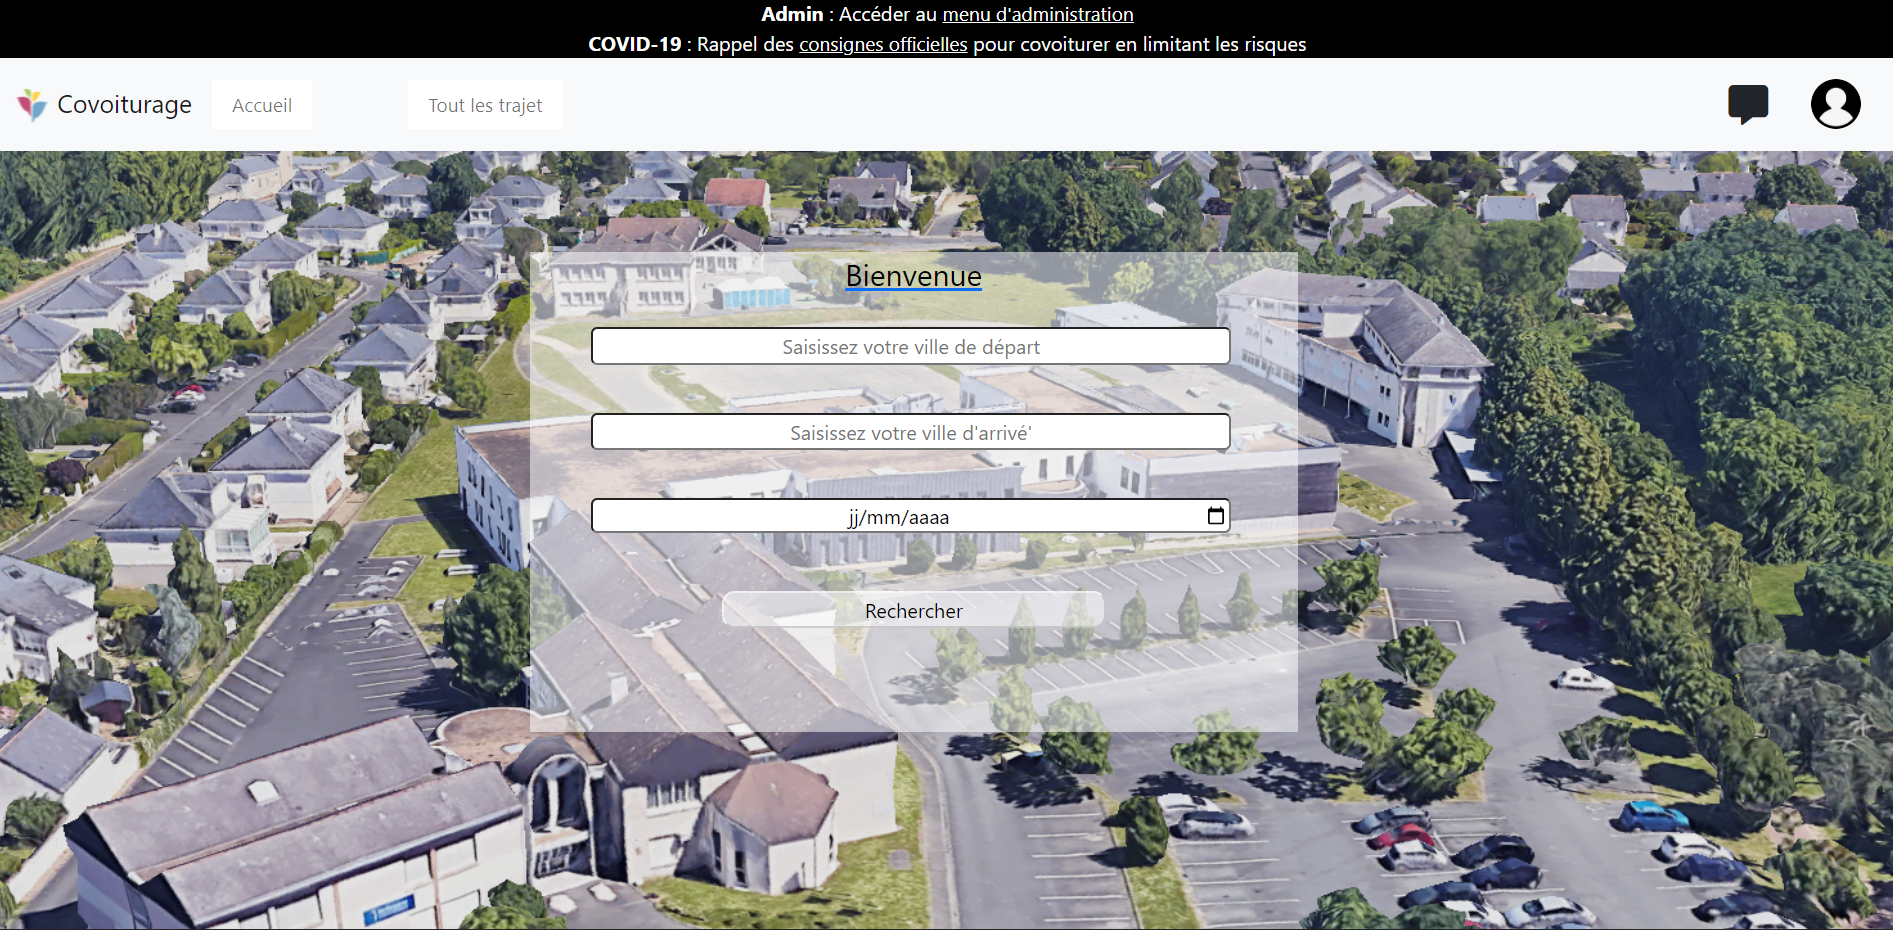 Admin : Accéder au menu d'administration
COVID-19 : Rappel des consignes officielles pour covoiturer en limitant les risques
Covoiturage
Accueil
Tout les trajet
Bienvenue
Saisissez votre ville de départ
Saisissez votre ville d'arrivé'
jj/mm/aaaa
Rechercher